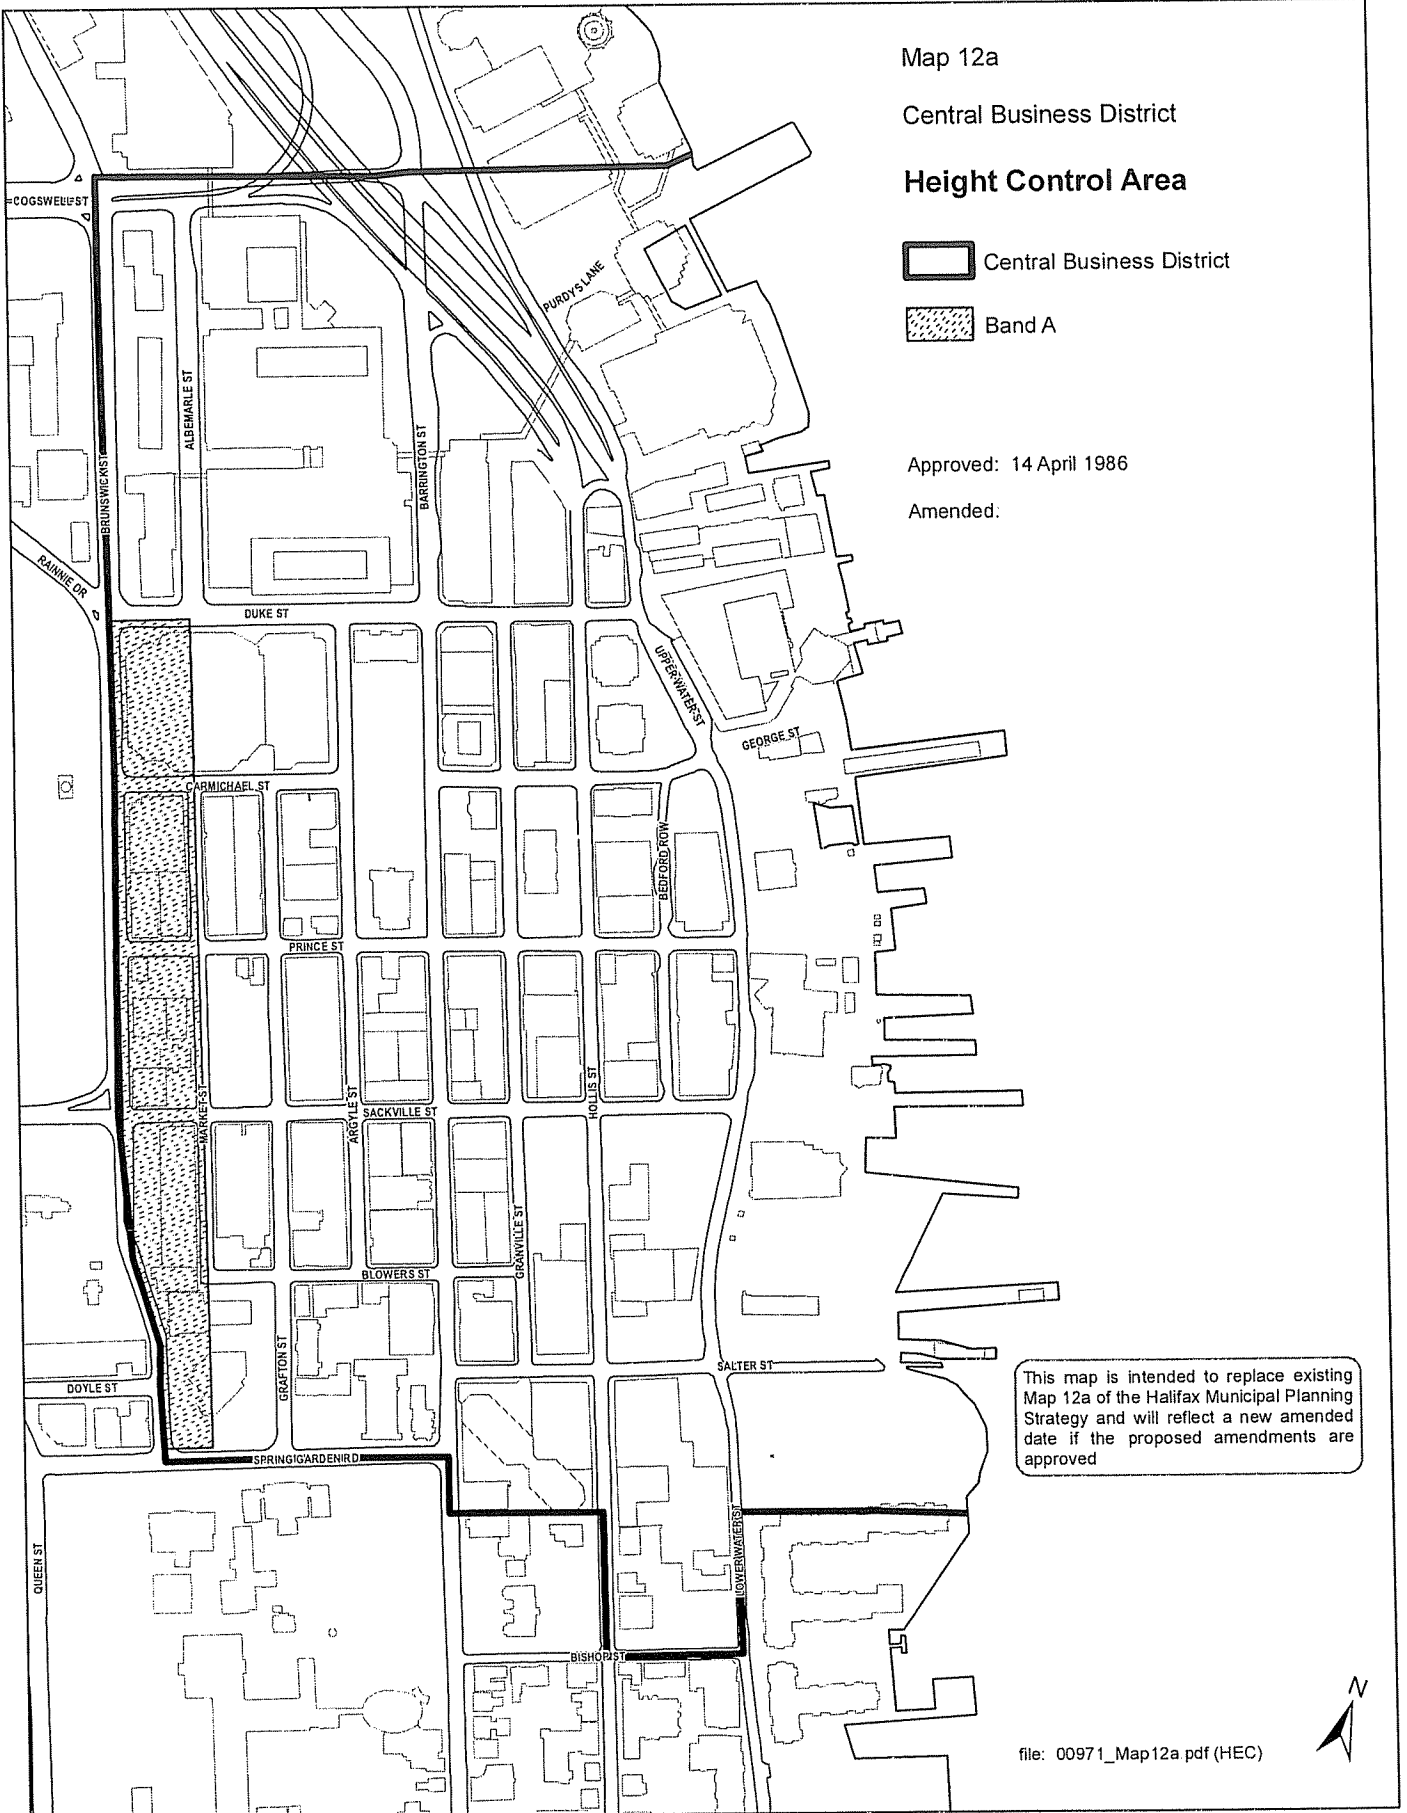 Map 12a
Central Business District
Height Control Area
Central Business District
Band A
Approved: 14 April 1986
Amended:
COGSWELL ST
PURDY'S LANE
ALBEMARLE ST
BARRINGTON ST
BRUNSWICK ST
RAINNIE DR
DUKE ST
UPPER WATER ST
GEORGE ST
CARMICHAEL ST
BEDFORD ROW
PRINCE ST
MARKET ST
ARGYLE ST
SACKVILLE ST
HOLLIS ST
GRANVILLE ST
BLOWERS ST
GRAFTON ST
SALTER ST
DOYLE ST
SPRING GARDEN RD
This map is intended to replace existing
Map 12a of the Halifax Municipal Planning
Strategy and will reflect a new amended
date if the proposed amendments are
approved
QUEEN ST
LOWER WATER ST
BISHOP ST
N
file: 00971_Map12a.pdf (HEC)